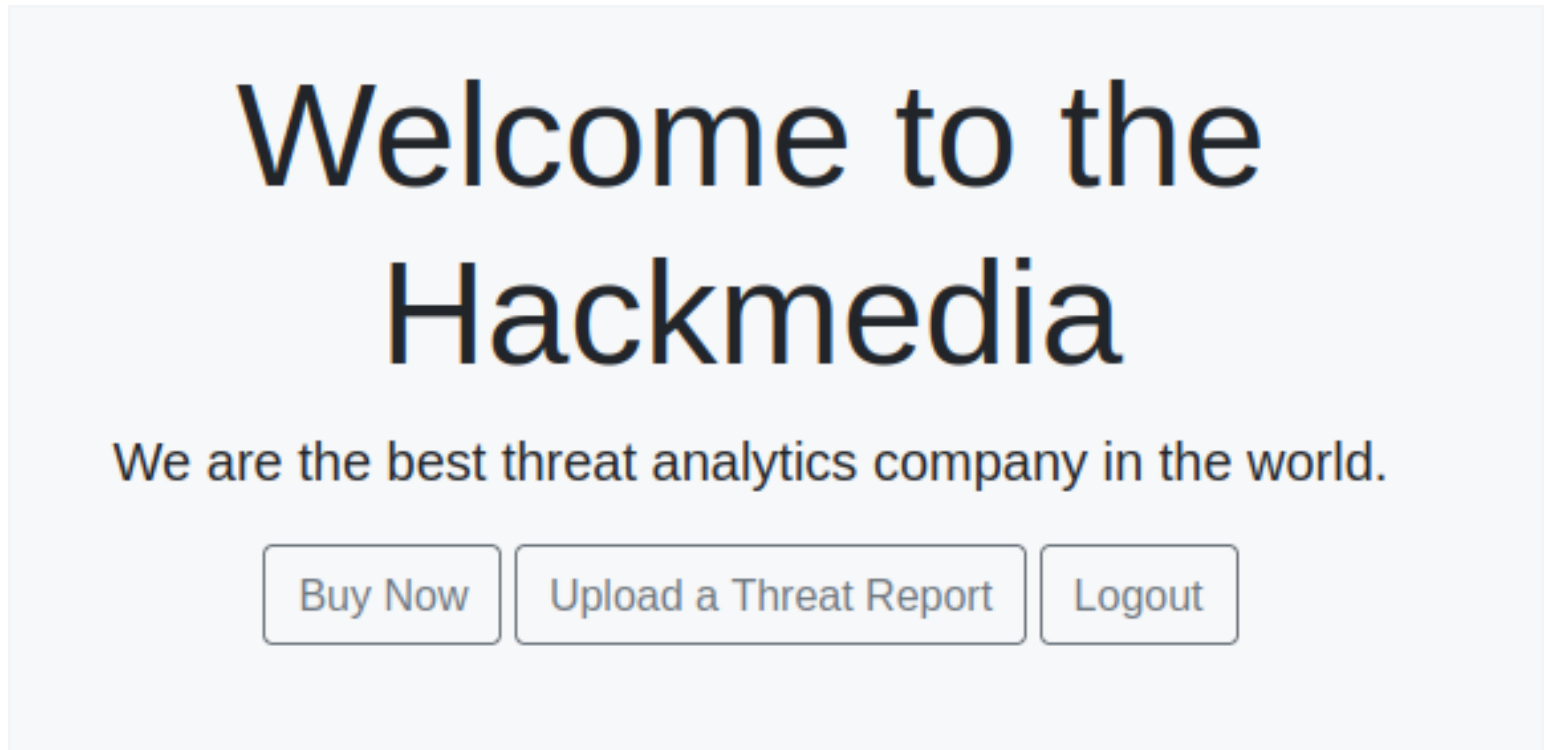 Welcome to the
Hackmedia
We are the best threat analytics company in the world.
Buy Now Upload a Threat Report Logout